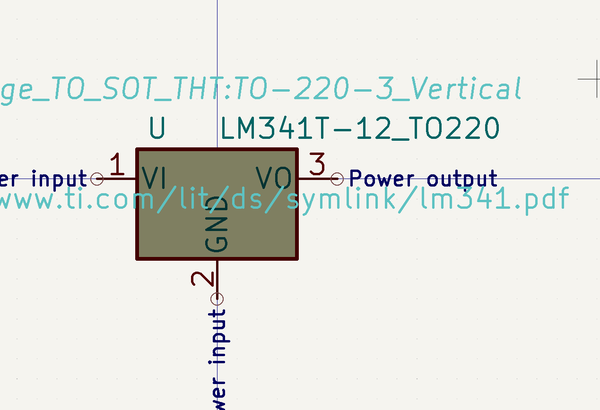 ge_TO_SOT_THT:TO-220-3_Vertical
U LM341T-12_TO220
er input 1 VI VO 3 Power output
www.ti.com/lit/ds/symlink/lm341.pdf
GND
2
wer input